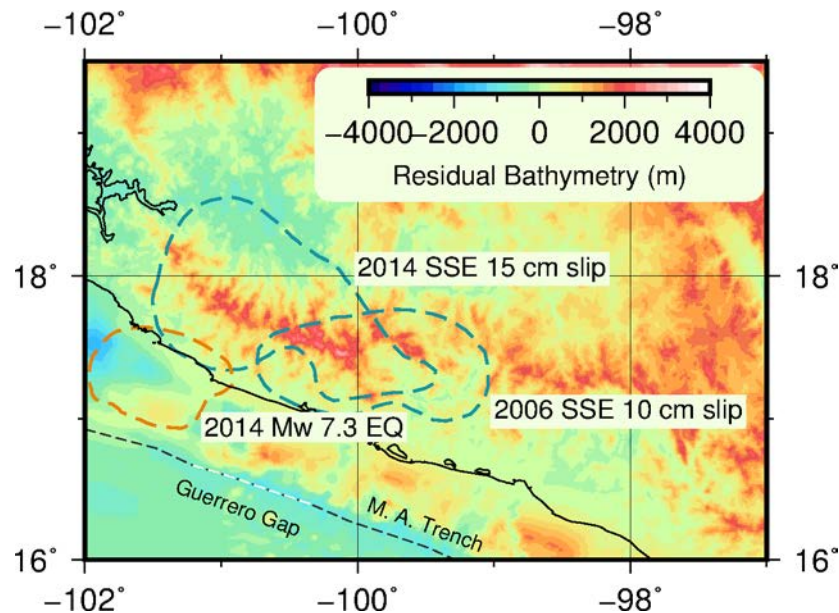 -102° -100° -98°
−4000 −2000 0 2000 4000
Residual Bathymetry (m)
18° 18°
2014 SSE 15 cm slip
2006 SSE 10 cm slip
2014 Mw 7.3 EQ
Guerrero Gap
M. A. Trench
16° 16°
-102° -100° -98°